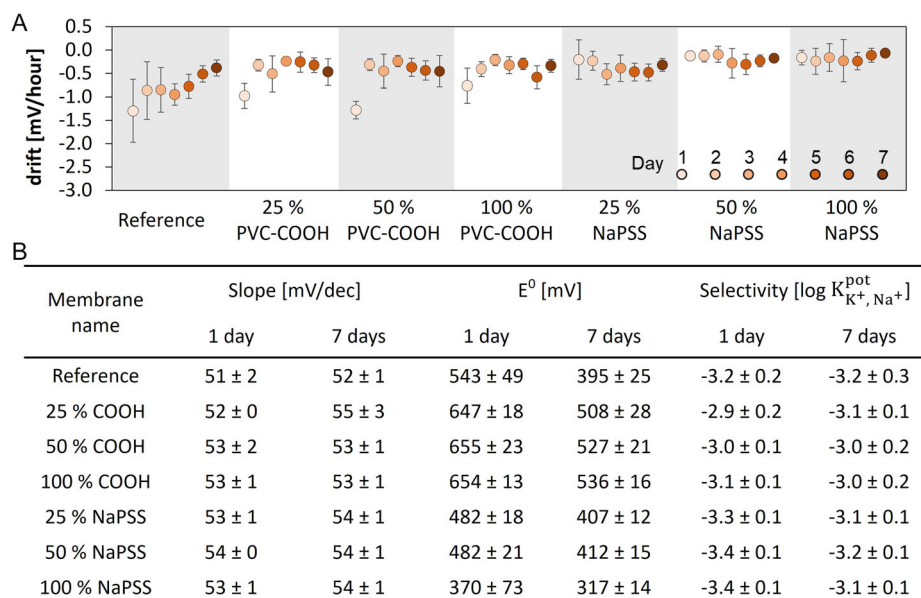 A
0.5
0.0
-0.5
-1.0
-1.5
-2.0
-2.5
-3.0
drift [mV/hour]
Day 1 2 3 4 5 6 7
Reference 25 % PVC-COOH 50 % PVC-COOH 100 % PVC-COOH 25 % NaPSS 50 % NaPSS 100 % NaPSS
B
Membrane name Slope [mV/dec] E⁰ [mV] Selectivity [log K^pot_K⁺, Na⁺]
1 day 7 days 1 day 7 days 1 day 7 days
Reference 51 ± 2 52 ± 1 543 ± 49 395 ± 25 -3.2 ± 0.2 -3.2 ± 0.3
25 % COOH 52 ± 0 55 ± 3 647 ± 18 508 ± 28 -2.9 ± 0.2 -3.1 ± 0.1
50 % COOH 53 ± 2 53 ± 1 655 ± 23 527 ± 21 -3.0 ± 0.1 -3.0 ± 0.2
100 % COOH 53 ± 1 53 ± 1 654 ± 13 536 ± 16 -3.1 ± 0.1 -3.0 ± 0.2
25 % NaPSS 53 ± 1 54 ± 1 482 ± 18 407 ± 12 -3.3 ± 0.1 -3.1 ± 0.1
50 % NaPSS 54 ± 0 54 ± 1 482 ± 21 412 ± 15 -3.4 ± 0.1 -3.2 ± 0.1
100 % NaPSS 53 ± 1 54 ± 1 370 ± 73 317 ± 14 -3.4 ± 0.1 -3.1 ± 0.1